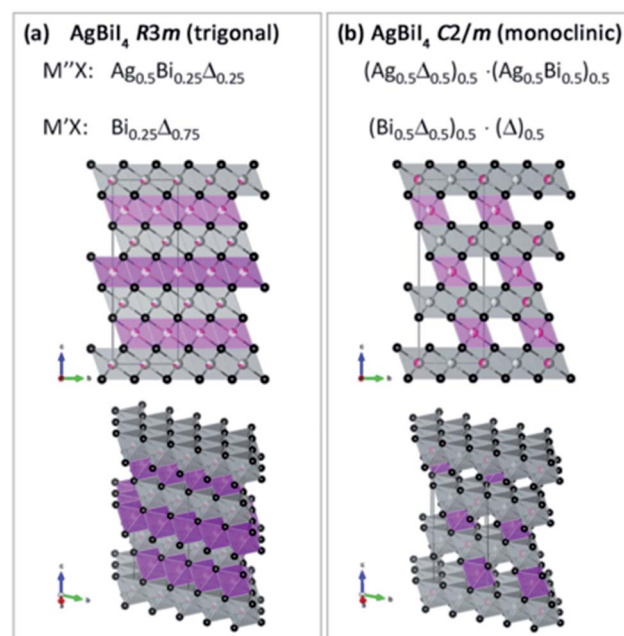 (a) AgBiI₄ R3m (trigonal)
M''X: Ag₀.₅Bi₀.₂₅Δ₀.₂₅
M'X: Bi₀.₂₅Δ₀.₇₅
c
b
c
a
b
(b) AgBiI₄ C2/m (monoclinic)
(Ag₀.₅Δ₀.₅)₀.₅ ·(Ag₀.₅Bi₀.₅)₀.₅
(Bi₀.₅Δ₀.₅)₀.₅ · (Δ)₀.₅
c
b
c
a
b